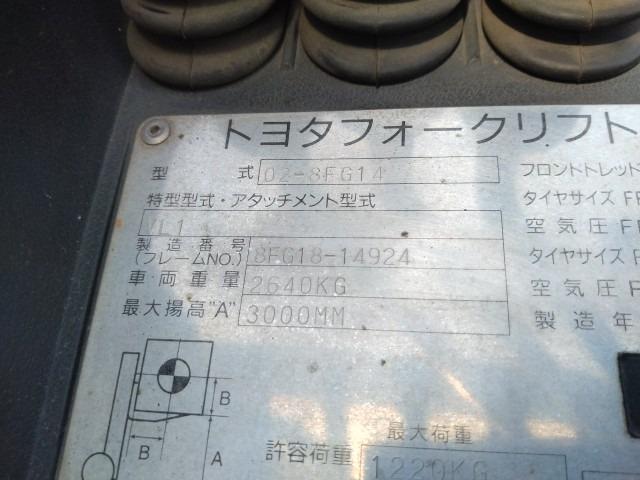 トヨタフォークリフト
型式 02-8FG14
フロントトレッド
特型型式・アタッチメント型式
タイヤサイズ
VL1
空気圧
製造番号
(フレームNO.) 8FG18-14924
タイヤサイズ
車両重量 2640KG
空気圧
最大揚高"A" 3000MM
製造年
B
B
A
最大荷重
許容荷重 1220KG